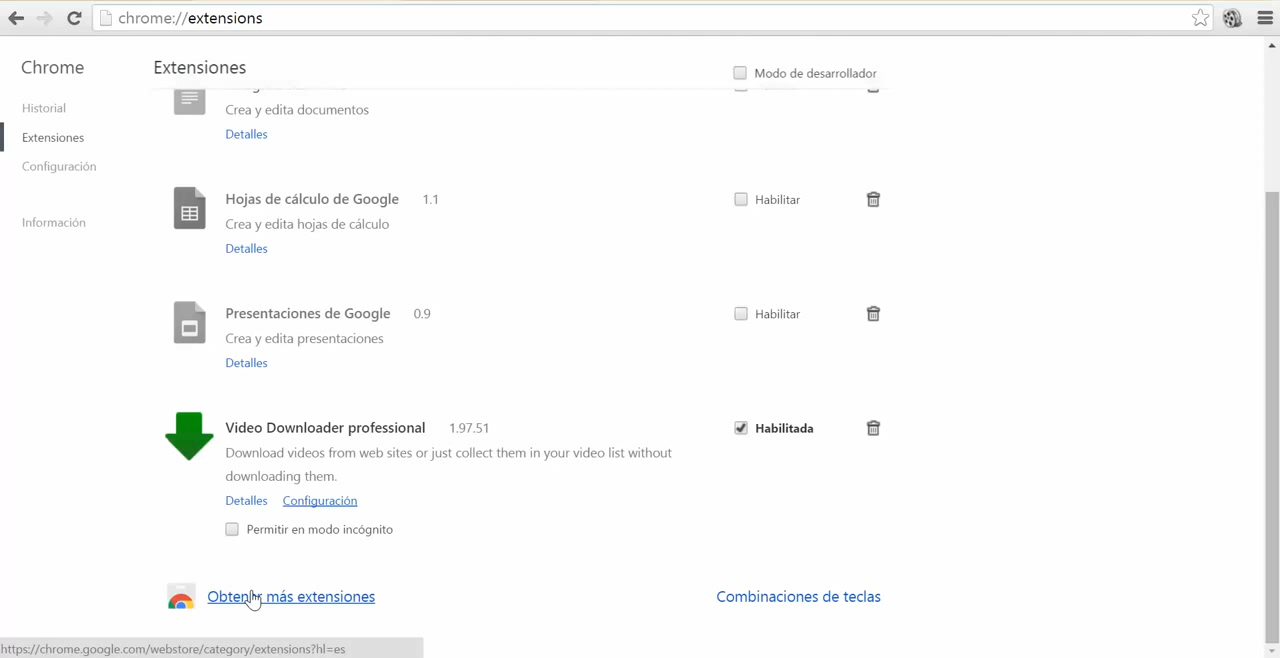 chrome://extensions
Chrome
Extensiones
Modo de desarrollador
Historial
Extensiones
Configuración
Información
Crea y edita documentos
Detalles
Hojas de cálculo de Google 1.1 Habilitar
Crea y edita hojas de cálculo
Detalles
Presentaciones de Google 0.9 Habilitar
Crea y edita presentaciones
Detalles
Video Downloader professional 1.97.51 Habilitada
Download videos from web sites or just collect them in your video list without
downloading them.
Detalles Configuración
Permitir en modo incógnito
Obtener más extensiones Combinaciones de teclas
https://chrome.google.com/webstore/category/extensions?hl=es